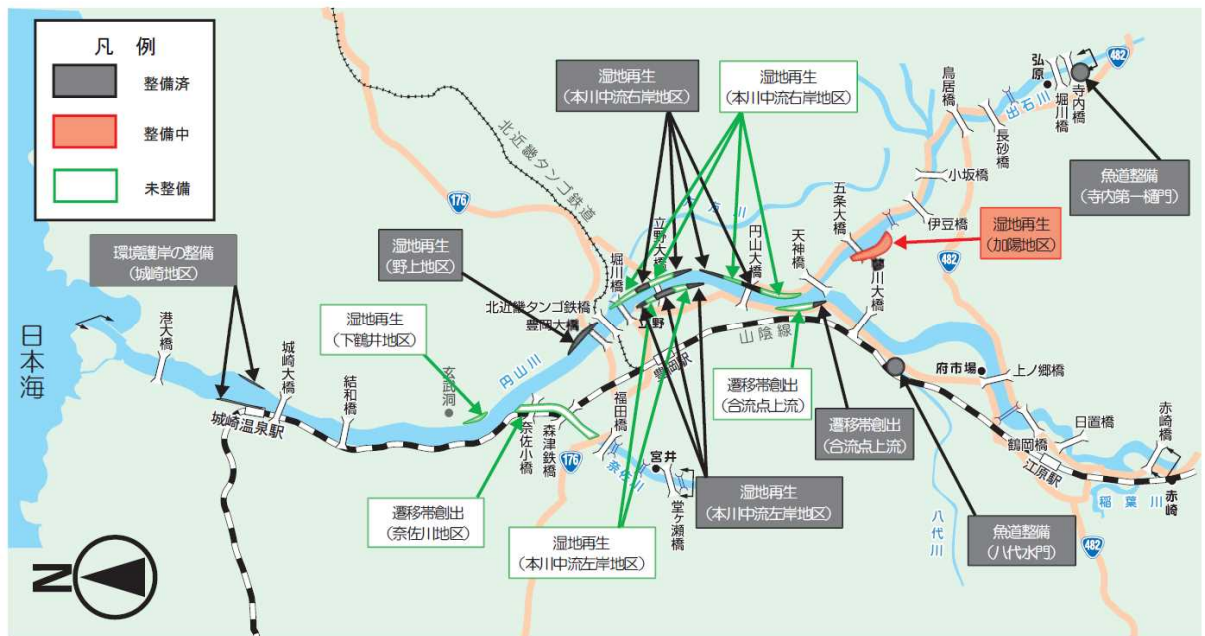 凡 例
整備済
整備中
未整備
日本海
環境護岸の整備
(城崎地区)
港大橋
城崎大橋
城崎温泉駅
結和橋
玄武洞
湿地再生
(下鶴井地区)
円山川
湿地再生
(野上地区)
北近畿タンゴ鉄道
176
北近畿タンゴ鉄橋
豊岡大橋
堀川橋
立野大橋
立野
湿地再生
(本川中流右岸地区)
湿地再生
(本川中流右岸地区)
円山大橋
天神橋
五条大橋
鳥居橋
長砂橋
出石川
弘原
堀川橋
寺内橋
482
小坂橋
伊豆橋
魚道整備
(寺内第一樋門)
湿地再生
(加陽地区)
482
川大橋
山陰線
豊岡駅
奈佐小橋
森津鉄橋
176
福田橋
奈佐川
宮井
堂ヶ瀬橋
遷移帯創出
(奈佐川地区)
湿地再生
(本川中流左岸地区)
湿地再生
(本川中流左岸地区)
遷移帯創出
(合流点上流)
遷移帯創出
(合流点上流)
府市場
上ノ郷橋
鶴岡橋
日置橋
赤崎橋
江原駅
稲葉川
赤崎
八代川
魚道整備
(八代水門)
482
N